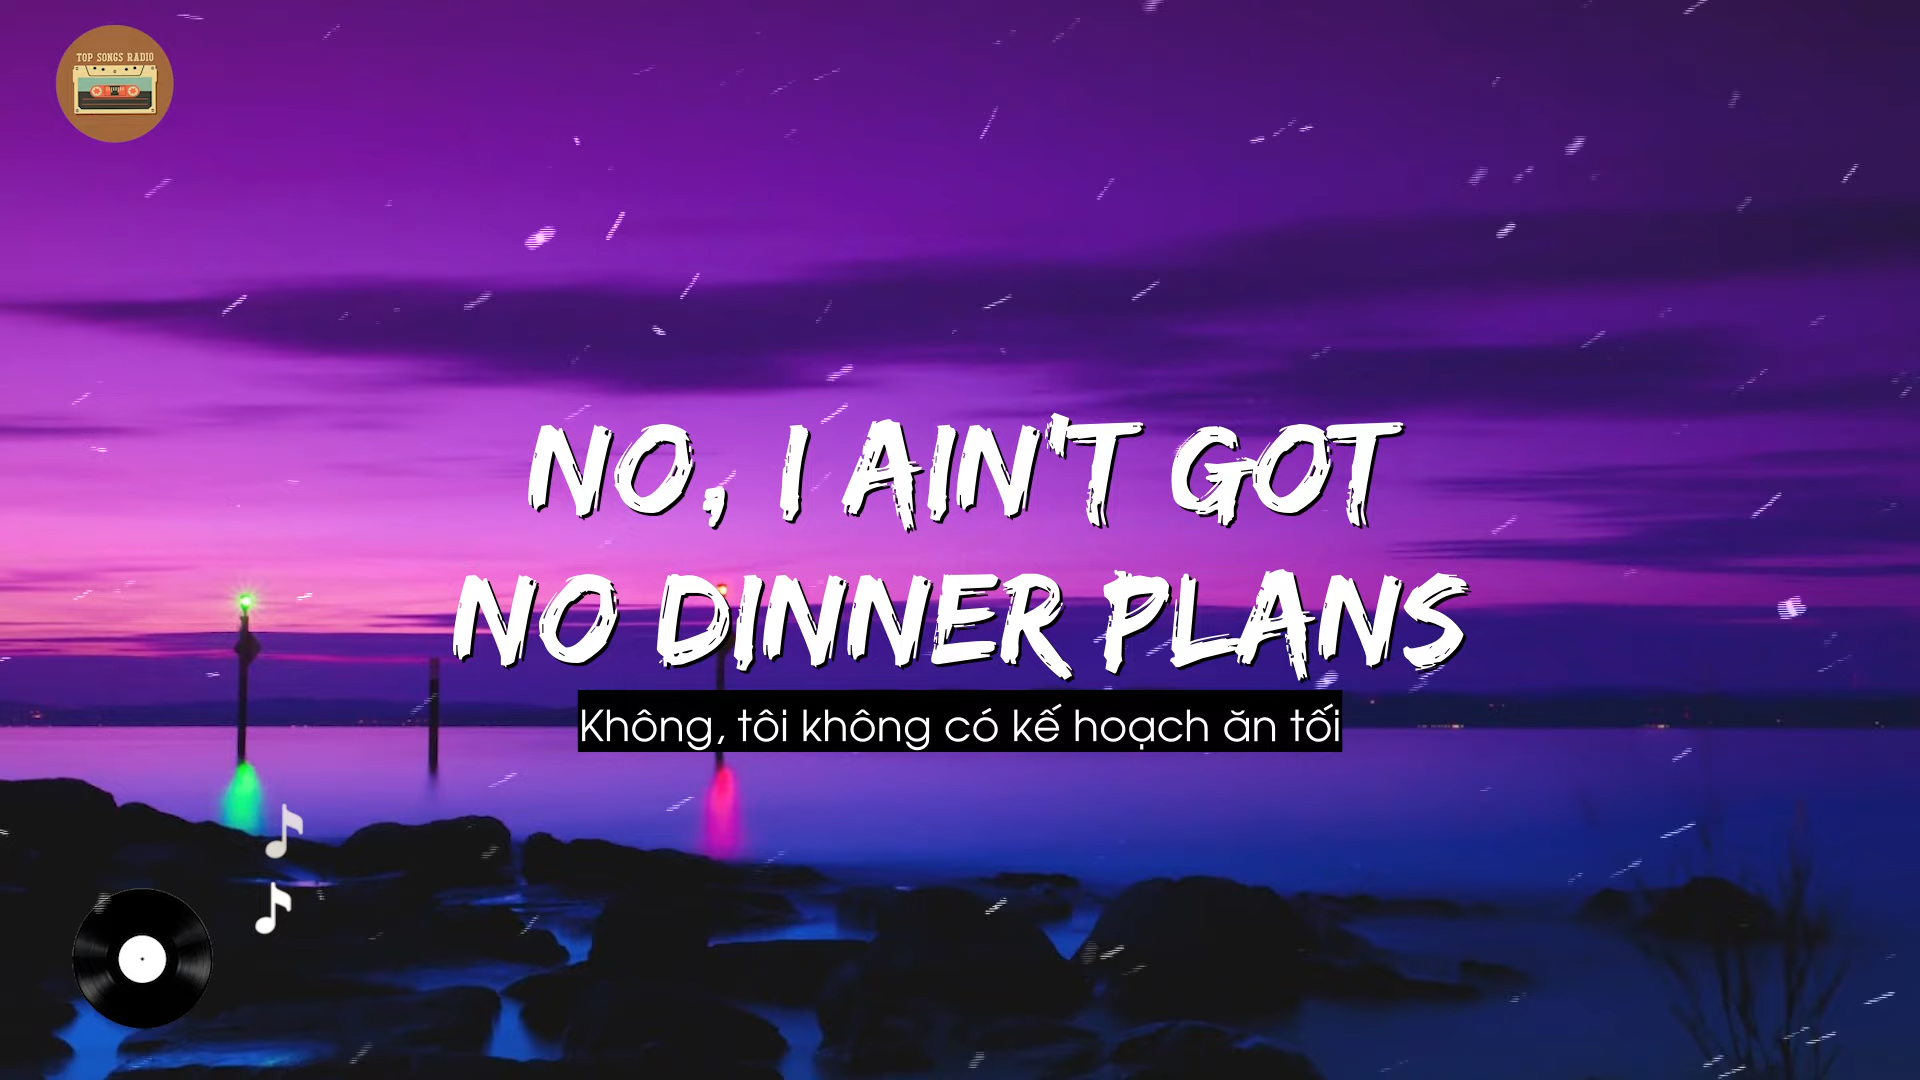 TOP SONGS RADIO
NO, I AIN'T GOT
NO DINNER PLANS
Không, tôi không có kế hoạch ăn tối